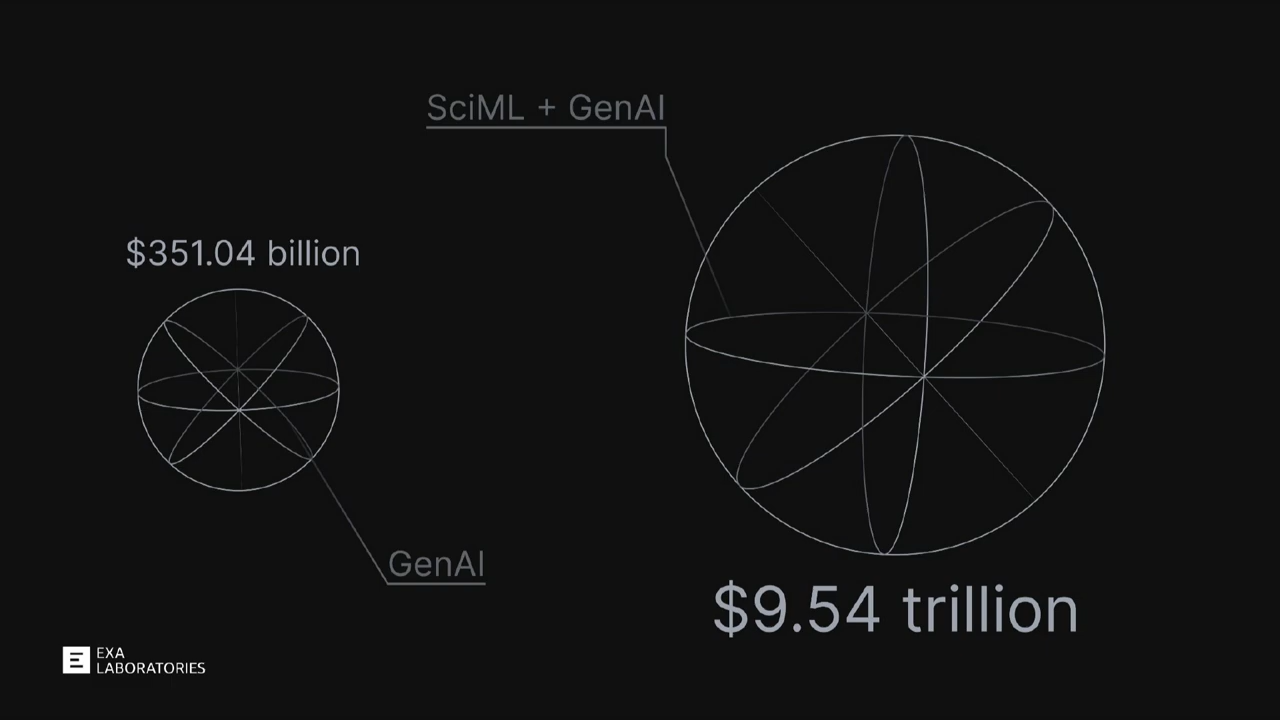 SciML + GenAI
$351.04 billion
GenAI
$9.54 trillion
EXA
LABORATORIES